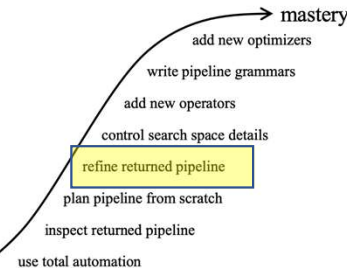 mastery
add new optimizers
write pipeline grammars
add new operators
control search space details
refine returned pipeline
plan pipeline from scratch
inspect returned pipeline
use total automation